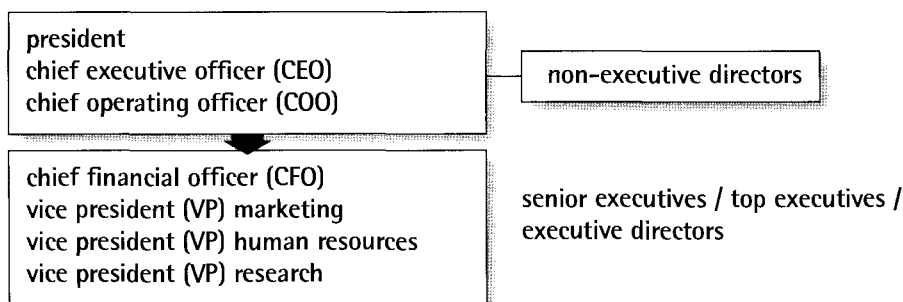 president
chief executive officer (CEO)
chief operating officer (COO)
non-executive directors
chief financial officer (CFO)
vice president (VP) marketing
vice president (VP) human resources
vice president (VP) research
senior executives / top executives /
executive directors